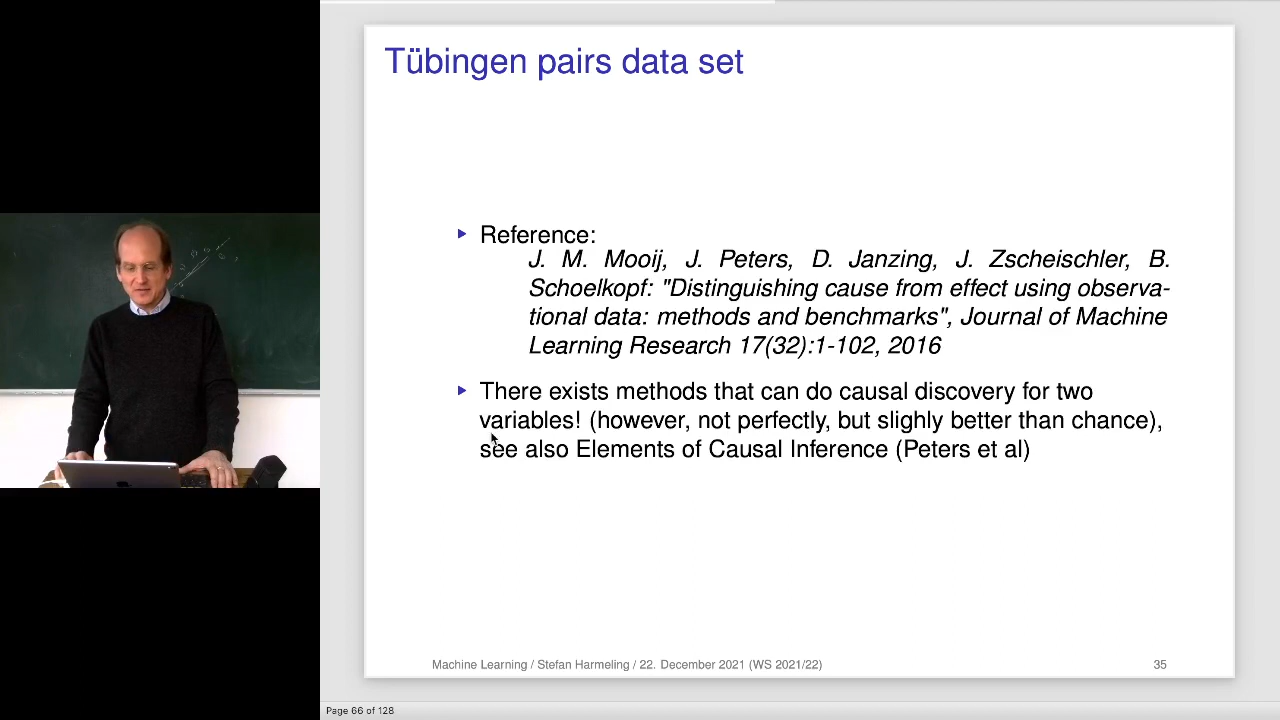 Tübingen pairs data set
▸ Reference:
J. M. Mooij, J. Peters, D. Janzing, J. Zscheischler, B.
Schoelkopf: "Distinguishing cause from effect using observa-
tional data: methods and benchmarks", Journal of Machine
Learning Research 17(32):1-102, 2016
▸ There exists methods that can do causal discovery for two
variables! (however, not perfectly, but slighly better than chance),
see also Elements of Causal Inference (Peters et al)
Machine Learning / Stefan Harmeling / 22. December 2021 (WS 2021/22)
35
Page 66 of 128